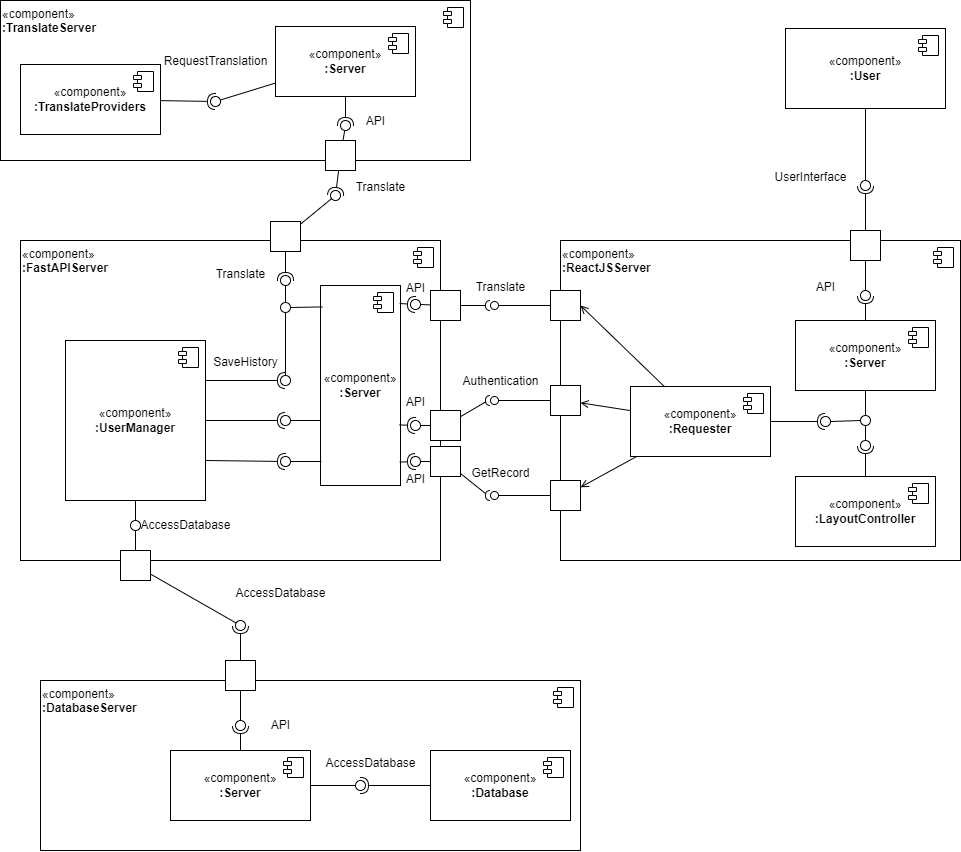 «component»
:TranslateServer
RequestTranslation
«component»
:Server
«component»
:TranslateProviders
API
Translate
«component»
:User
UserInterface
«component»
:FastAPIServer
Translate
API
Translate
«component»
:ReactJSServer
API
«component»
:Server
SaveHistory
«component»
:Server
Authentication
API
«component»
:UserManager
«component»
:Requester
GetRecord
API
«component»
:LayoutController
AccessDatabase
AccessDatabase
«component»
:DatabaseServer
API
AccessDatabase
«component»
:Server
«component»
:Database